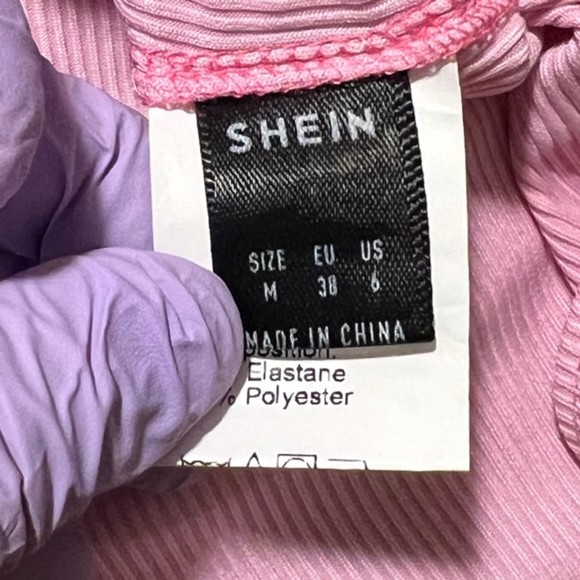 SHEIN
SIZE EU US
M 38 6
MADE IN CHINA
Elastane
% Polyester